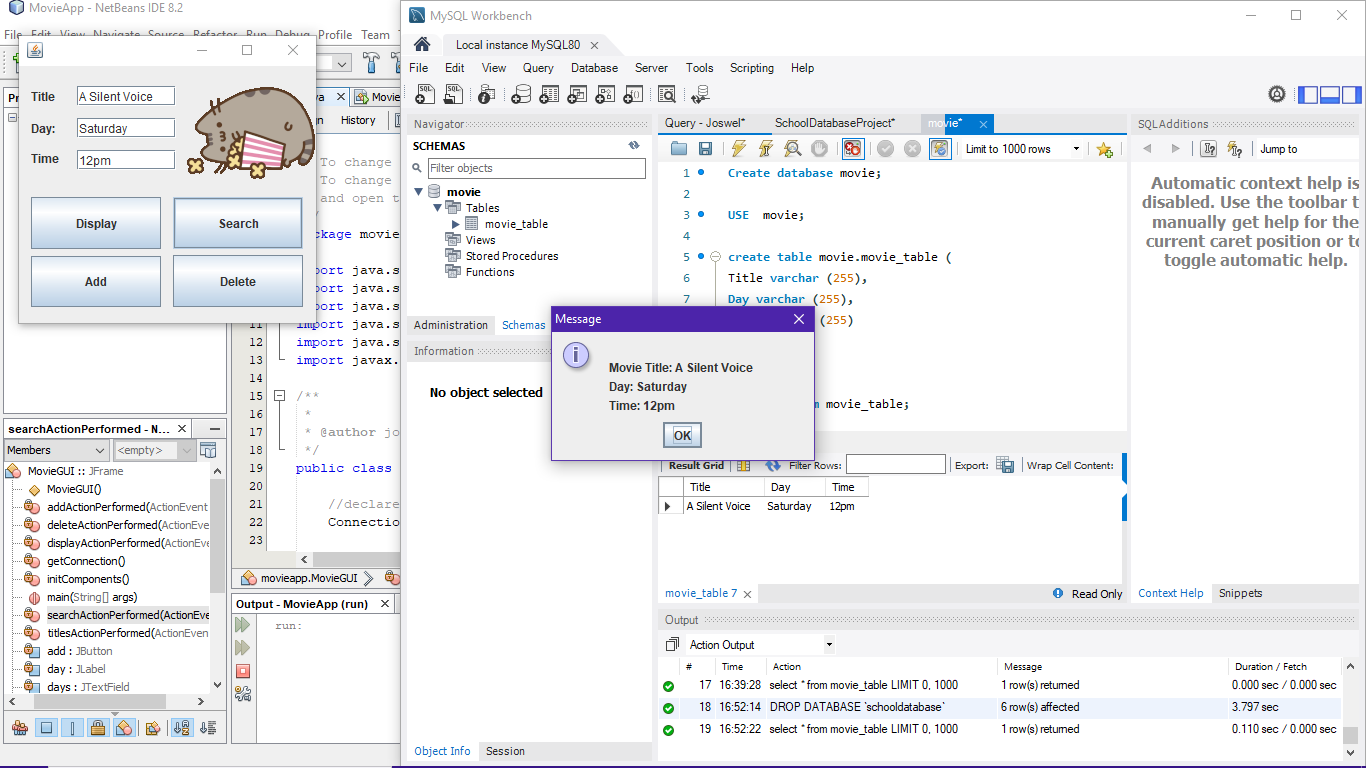 MovieApp - NetBeans IDE 8.2
File Edit View Navigate Source Refactor Run Debug Profile Team
Title A Silent Voice
Day: Saturday
Time 12pm
Display Search
Add Delete
Movie
History
To change
To change
and open t
package movie
import java.s
import java.s
import java.s
11 import java.s
12 import java.s
13 import javax.
14
15 /**
16 *
17 * @author jo
18 */
19 public class
20
21 //declare
22 Connection
23
searchActionPerformed - N...
Members <empty>
MovieGUI :: JFrame
MovieGUI()
addActionPerformed(ActionEvent
deleteActionPerformed(ActionEve
displayActionPerformed(ActionEve
getConnection()
initComponents()
main(String[] args)
searchActionPerformed(ActionEve
titlesActionPerformed(ActionEven
add : JButton
day : JLabel
days : JTextField
movieapp.MovieGUI
Output - MovieApp (run)
run:
MySQL Workbench
Local instance MySQL80
File Edit View Query Database Server Tools Scripting Help
Navigator
SCHEMAS
Filter objects
movie
Tables
movie_table
Views
Stored Procedures
Functions
Administration Schemas
Information
No object selected
Object Info Session
Query - Joswel* SchoolDatabaseProject* movie*
Limit to 1000 rows
1 Create database movie;
2
3 USE movie;
4
5 create table movie.movie_table (
6 Title varchar (255),
7 Day varchar (255),
(255)
movie_table;
Message
Movie Title: A Silent Voice
Day: Saturday
Time: 12pm
OK
Result Grid Filter Rows: Export: Wrap Cell Content:
Title Day Time
A Silent Voice Saturday 12pm
movie_table 7 Read Only
SQLAdditions
Jump to
Automatic context help is
disabled. Use the toolbar t
manually get help for the
current caret position or to
toggle automatic help.
Context Help Snippets
Output
Action Output
# Time Action Message Duration / Fetch
17 16:39:28 select * from movie_table LIMIT 0, 1000 1 row(s) returned 0.000 sec / 0.000 sec
18 16:52:14 DROP DATABASE `schooldatabase` 6 row(s) affected 3.797 sec
19 16:52:22 select * from movie_table LIMIT 0, 1000 1 row(s) returned 0.110 sec / 0.000 sec